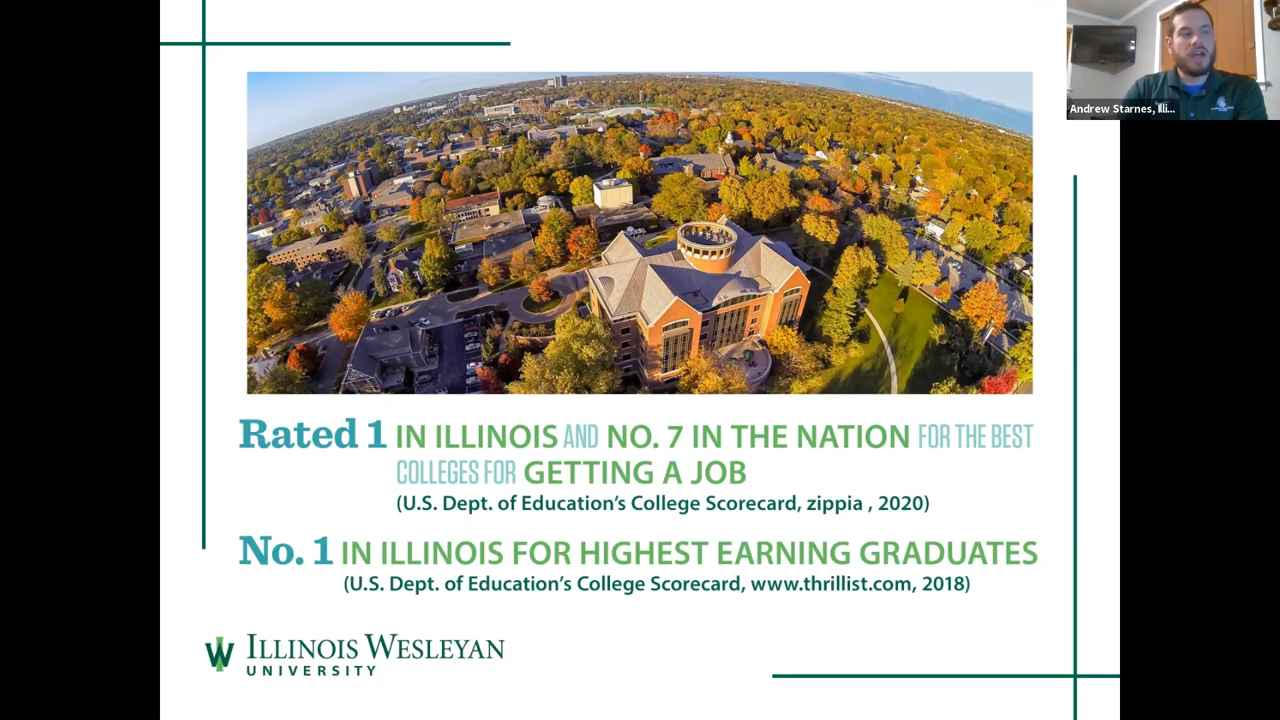 Andrew Starnes, Illi...
Rated 1 IN ILLINOIS AND NO. 7 IN THE NATION FOR THE BEST
COLLEGES FOR GETTING A JOB
(U.S. Dept. of Education's College Scorecard, zippia , 2020)
No. 1 IN ILLINOIS FOR HIGHEST EARNING GRADUATES
(U.S. Dept. of Education's College Scorecard, www.thrillist.com, 2018)
W ILLINOIS WESLEYAN
UNIVERSITY